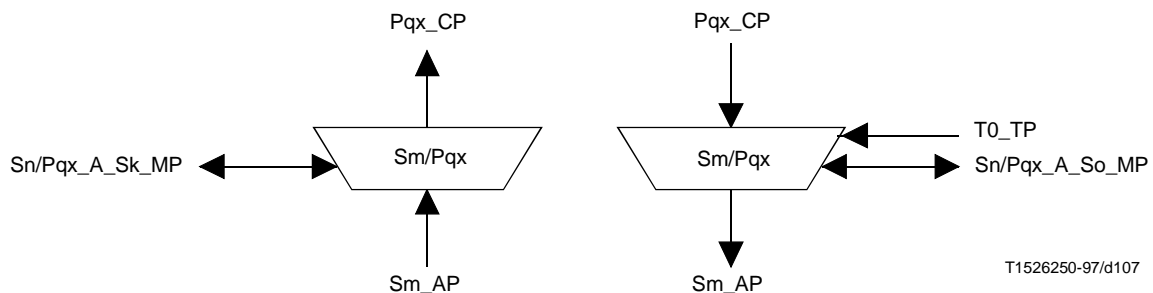 Pqx_CP Pqx_CP
T0_TP
Sn/Pqx_A_Sk_MP Sm/Pqx Sm/Pqx Sn/Pqx_A_So_MP
Sm_AP Sm_AP
T1526250-97/d107